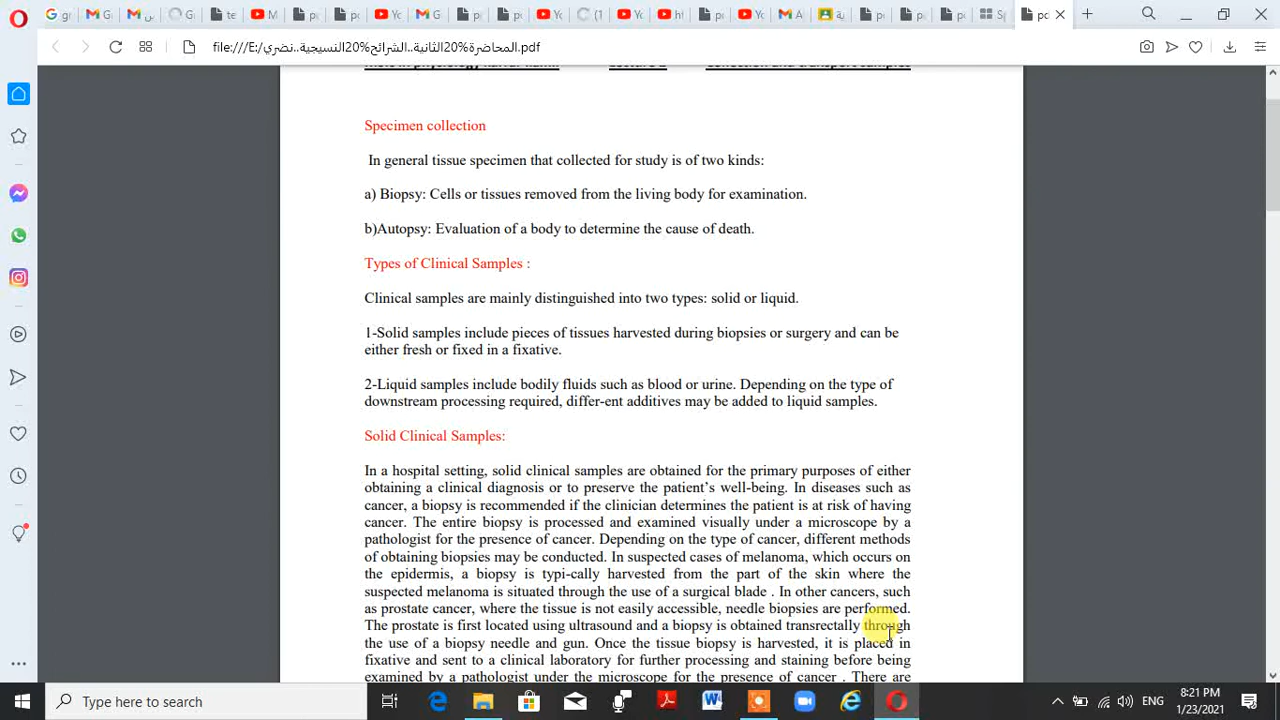 G gr
M G
من M
G
te
M
p
p
Yo
M G
p
p
Yo
(1
Yo
ht
p
Yo
M A
ية
p
p
p
Sp
pd
file:///E:/المحاضرة%20الثانية..الشرائح%20النسيجية..نضري.pdf
Specimen collection
In general tissue specimen that collected for study is of two kinds:
a) Biopsy: Cells or tissues removed from the living body for examination.
b)Autopsy: Evaluation of a body to determine the cause of death.
Types of Clinical Samples :
Clinical samples are mainly distinguished into two types: solid or liquid.
1-Solid samples include pieces of tissues harvested during biopsies or surgery and can be
either fresh or fixed in a fixative.
2-Liquid samples include bodily fluids such as blood or urine. Depending on the type of
downstream processing required, differ-ent additives may be added to liquid samples.
Solid Clinical Samples:
In a hospital setting, solid clinical samples are obtained for the primary purposes of either
obtaining a clinical diagnosis or to preserve the patient's well-being. In diseases such as
cancer, a biopsy is recommended if the clinician determines the patient is at risk of having
cancer. The entire biopsy is processed and examined visually under a microscope by a
pathologist for the presence of cancer. Depending on the type of cancer, different methods
of obtaining biopsies may be conducted. In suspected cases of melanoma, which occurs on
the epidermis, a biopsy is typi-cally harvested from the part of the skin where the
suspected melanoma is situated through the use of a surgical blade . In other cancers, such
as prostate cancer, where the tissue is not easily accessible, needle biopsies are performed.
The prostate is first located using ultrasound and a biopsy is obtained transrectally through
the use of a biopsy needle and gun. Once the tissue biopsy is harvested, it is placed in
fixative and sent to a clinical laboratory for further processing and staining before being
examined by a pathologist under the microscope for the presence of cancer . There are
Type here to search
ENG
8:21 PM
1/23/2021